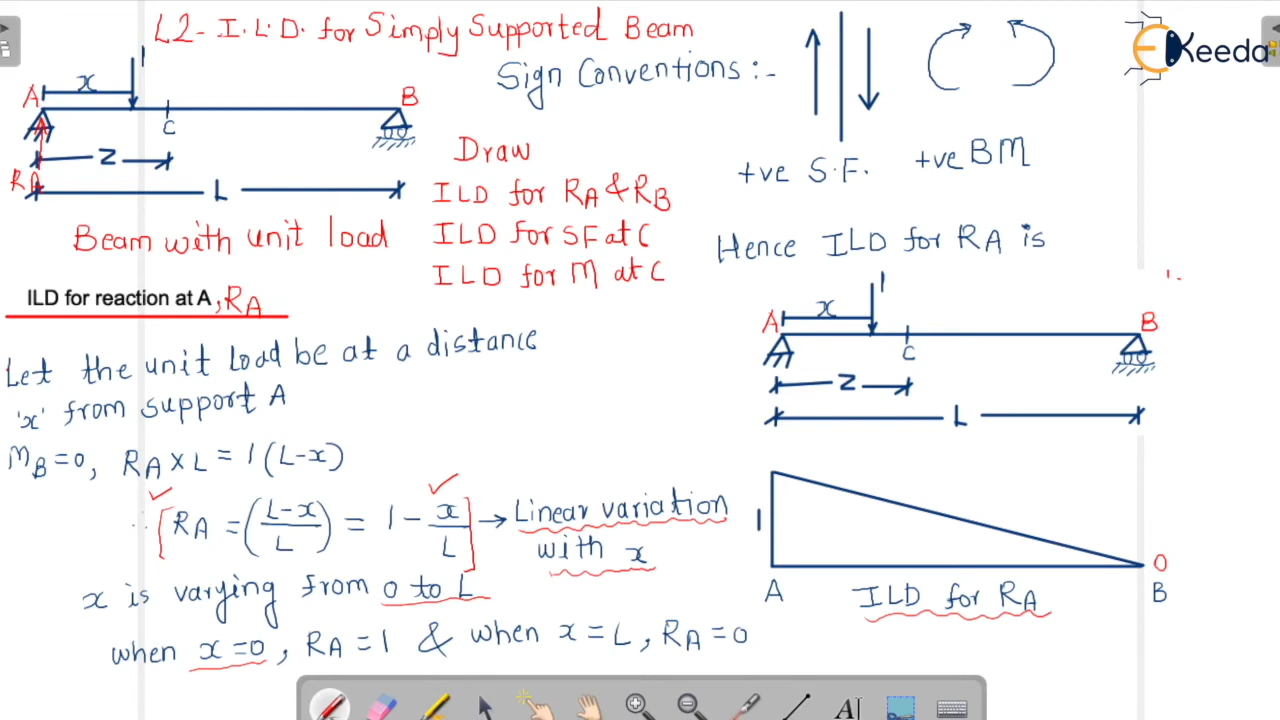 L2- I.L.D. for Simply Supported Beam
Sign Conventions :-
Ekeeda
x
1
A
B
C
Z
RA
L
Beam with unit load
Draw
ILD for RA & RB
ILD for SF at C
ILD for M at C
+ve S.F.
+ve BM
Hence ILD for RA is
ILD for reaction at A, RA
Let the unit load be at a distance
'x' from support A
MB=0, RA x L = 1(L-x)
∴ RA = (L-x/L) = 1 - x/L → Linear variation
with x
x is varying from 0 to L
when x=0, RA=1 & when x=L, RA=0
x
1
A
B
C
Z
L
1
0
A
B
ILD for RA
AI